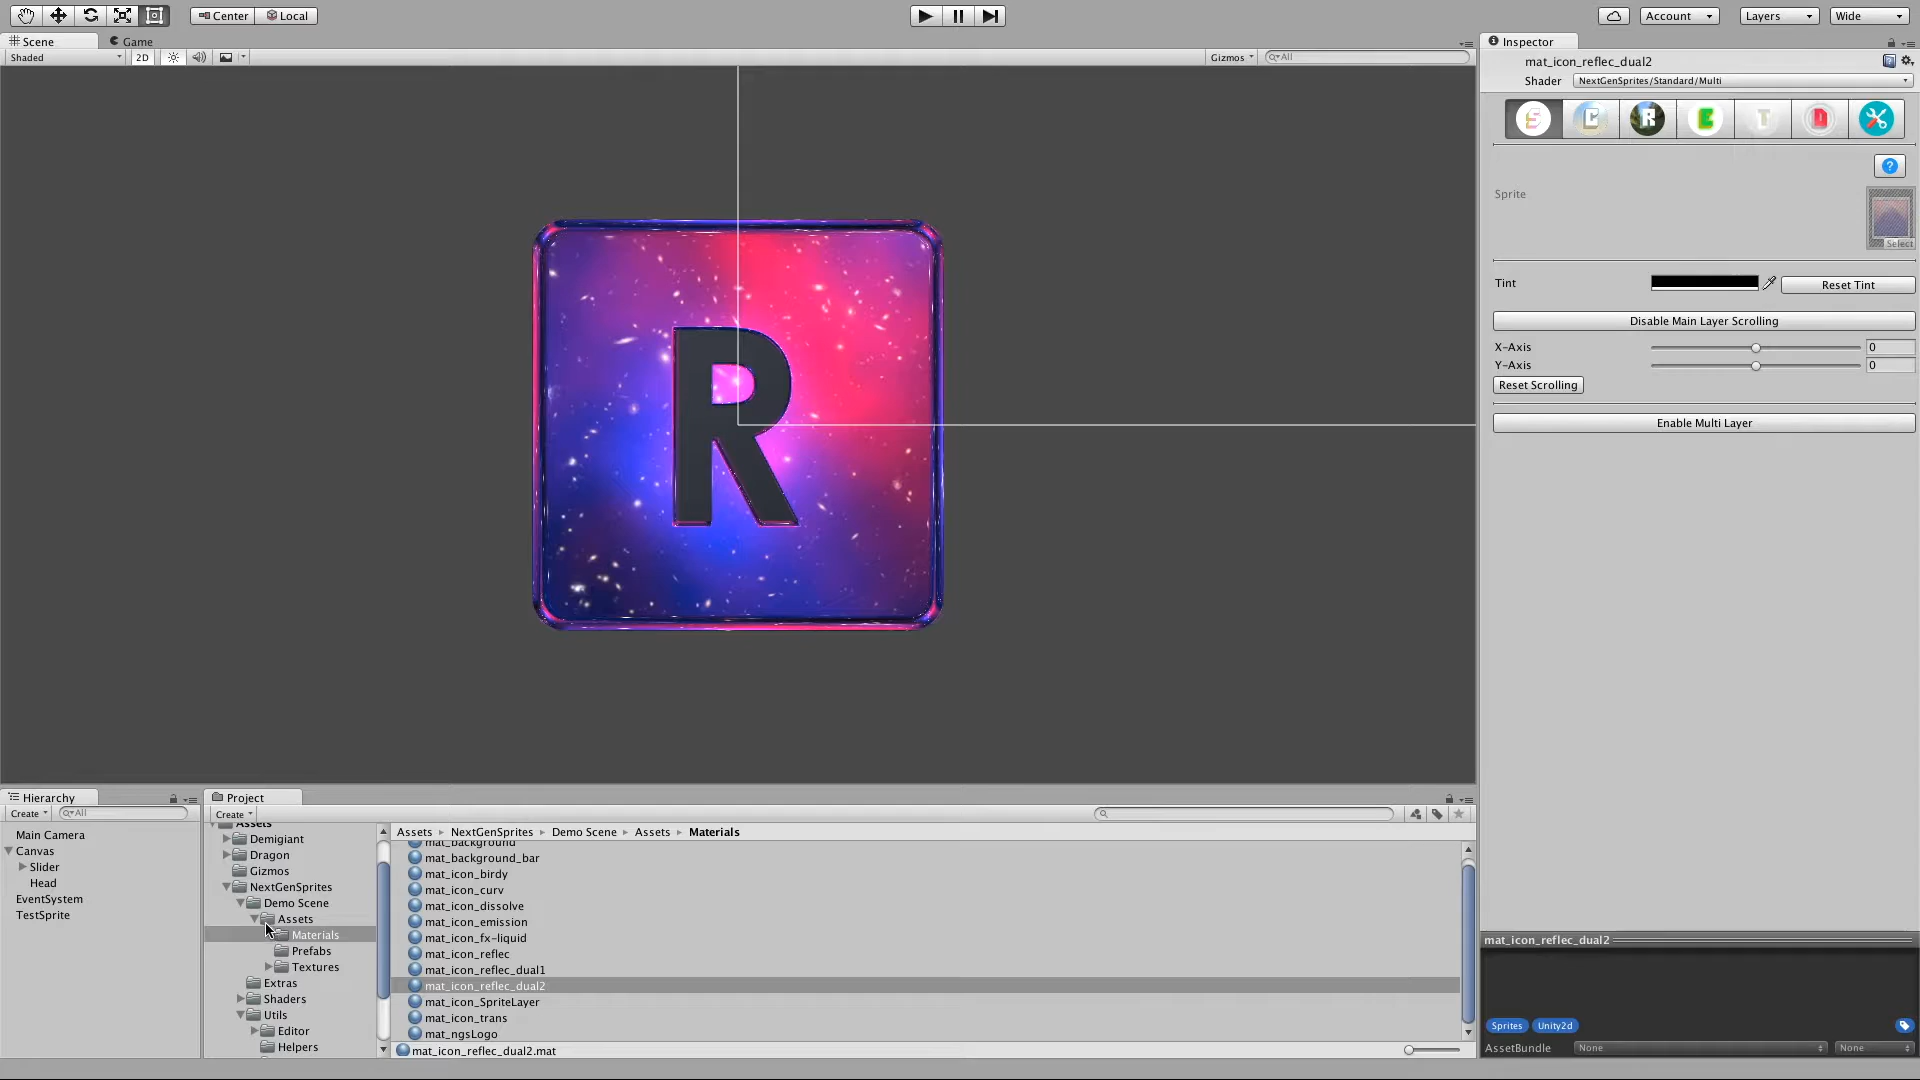 Center
Local
Account
Layers
Wide
Scene
Game
Shaded
2D
Gizmos
All
R
Inspector
mat_icon_reflec_dual2
Shader
NextGenSprites/Standard/Multi
S
C
R
E
T
D
?
Sprite
Select
Tint
Reset Tint
Disable Main Layer Scrolling
X-Axis
0
Y-Axis
0
Reset Scrolling
Enable Multi Layer
Hierarchy
Create
All
Main Camera
Canvas
Slider
Head
EventSystem
TestSprite
Project
Create
Assets
Demigiant
Dragon
Gizmos
NextGenSprites
Demo Scene
Assets
Materials
Prefabs
Textures
Extras
Shaders
Utils
Editor
Helpers
Assets
NextGenSprites
Demo Scene
Assets
Materials
mat_background
mat_background_bar
mat_icon_birdy
mat_icon_curv
mat_icon_dissolve
mat_icon_emission
mat_icon_fx-liquid
mat_icon_reflec
mat_icon_reflec_dual1
mat_icon_reflec_dual2
mat_icon_SpriteLayer
mat_icon_trans
mat_ngsLogo
mat_icon_reflec_dual2.mat
mat_icon_reflec_dual2
Sprites
Unity2d
AssetBundle
None
None